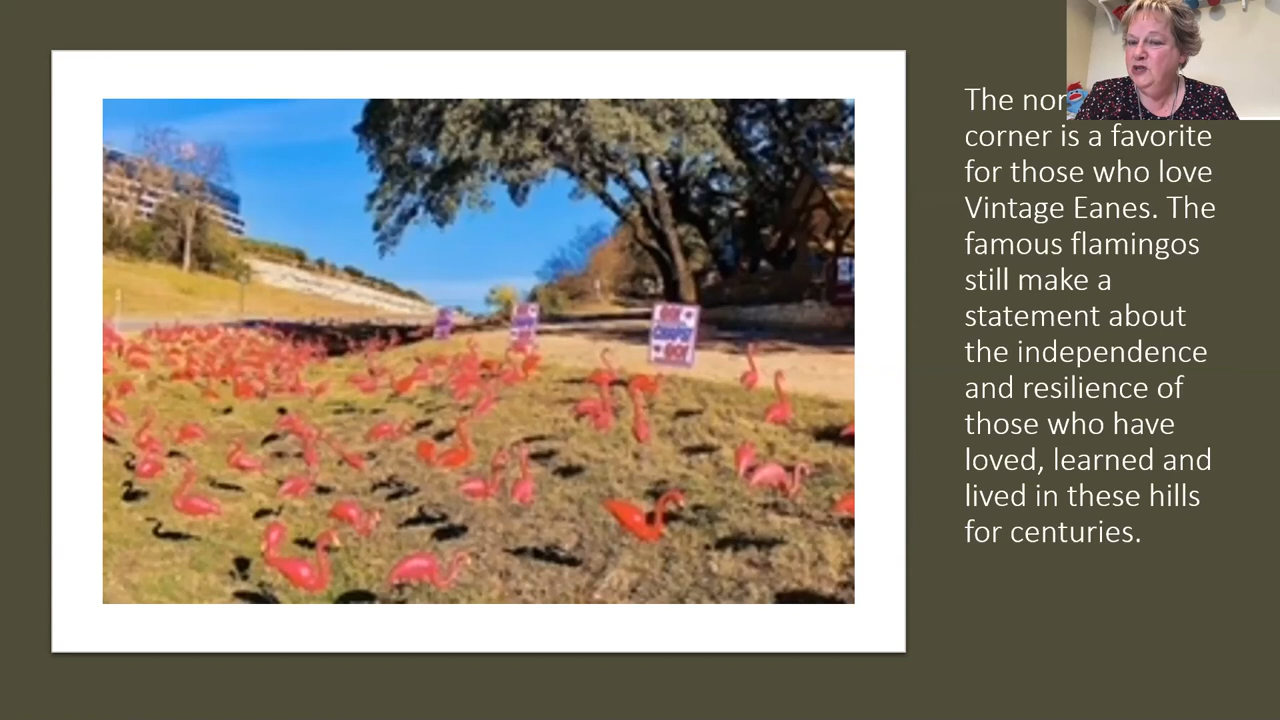 The
corner is a favorite
for those who love
Vintage Eanes. The
famous flamingos
still make a
statement about
the independence
and resilience of
those who have
loved, learned and
lived in these hills
for centuries.